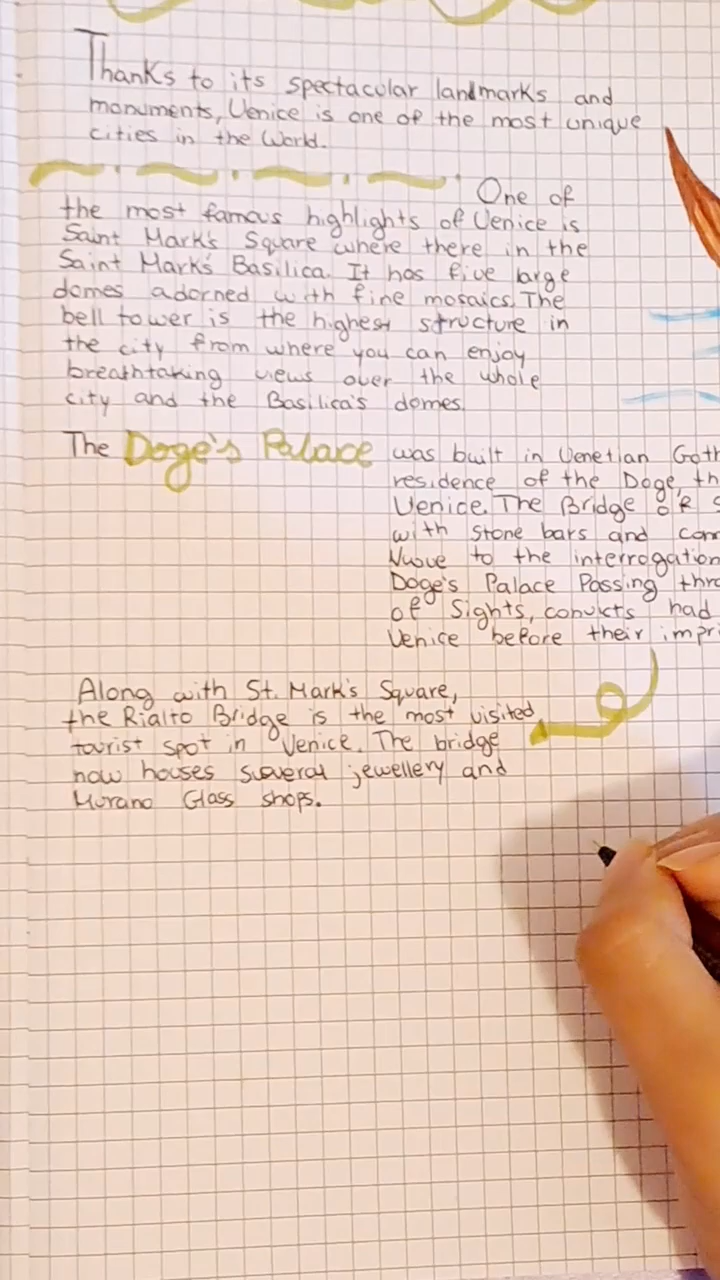 Thanks to its spectacular landmarks and
monuments, Venice is one of the most unique
cities in the World.
One of
the most famous highlights of Venice is
Saint Mark's Square where there in the
Saint Mark's Basilica. It has five large
domes adorned with fine mosaics. The
bell tower is the highest structure in
the city from where you can enjoy
breathtaking views over the whole
city and the Basilica's domes.
The Doge's Palace was built in Venetian Goth
residence of the Doge, th
Venice. The Bridge of S
with stone bars and con
to the interrogation
Doge's Palace Passing thro
of Sights, convicts had
Venice before their impri
Along with St. Mark's Square,
the Rialto Bridge is the most visited
tourist spot in Venice. The bridge
now houses several jewellery and
Murano Glass shops.